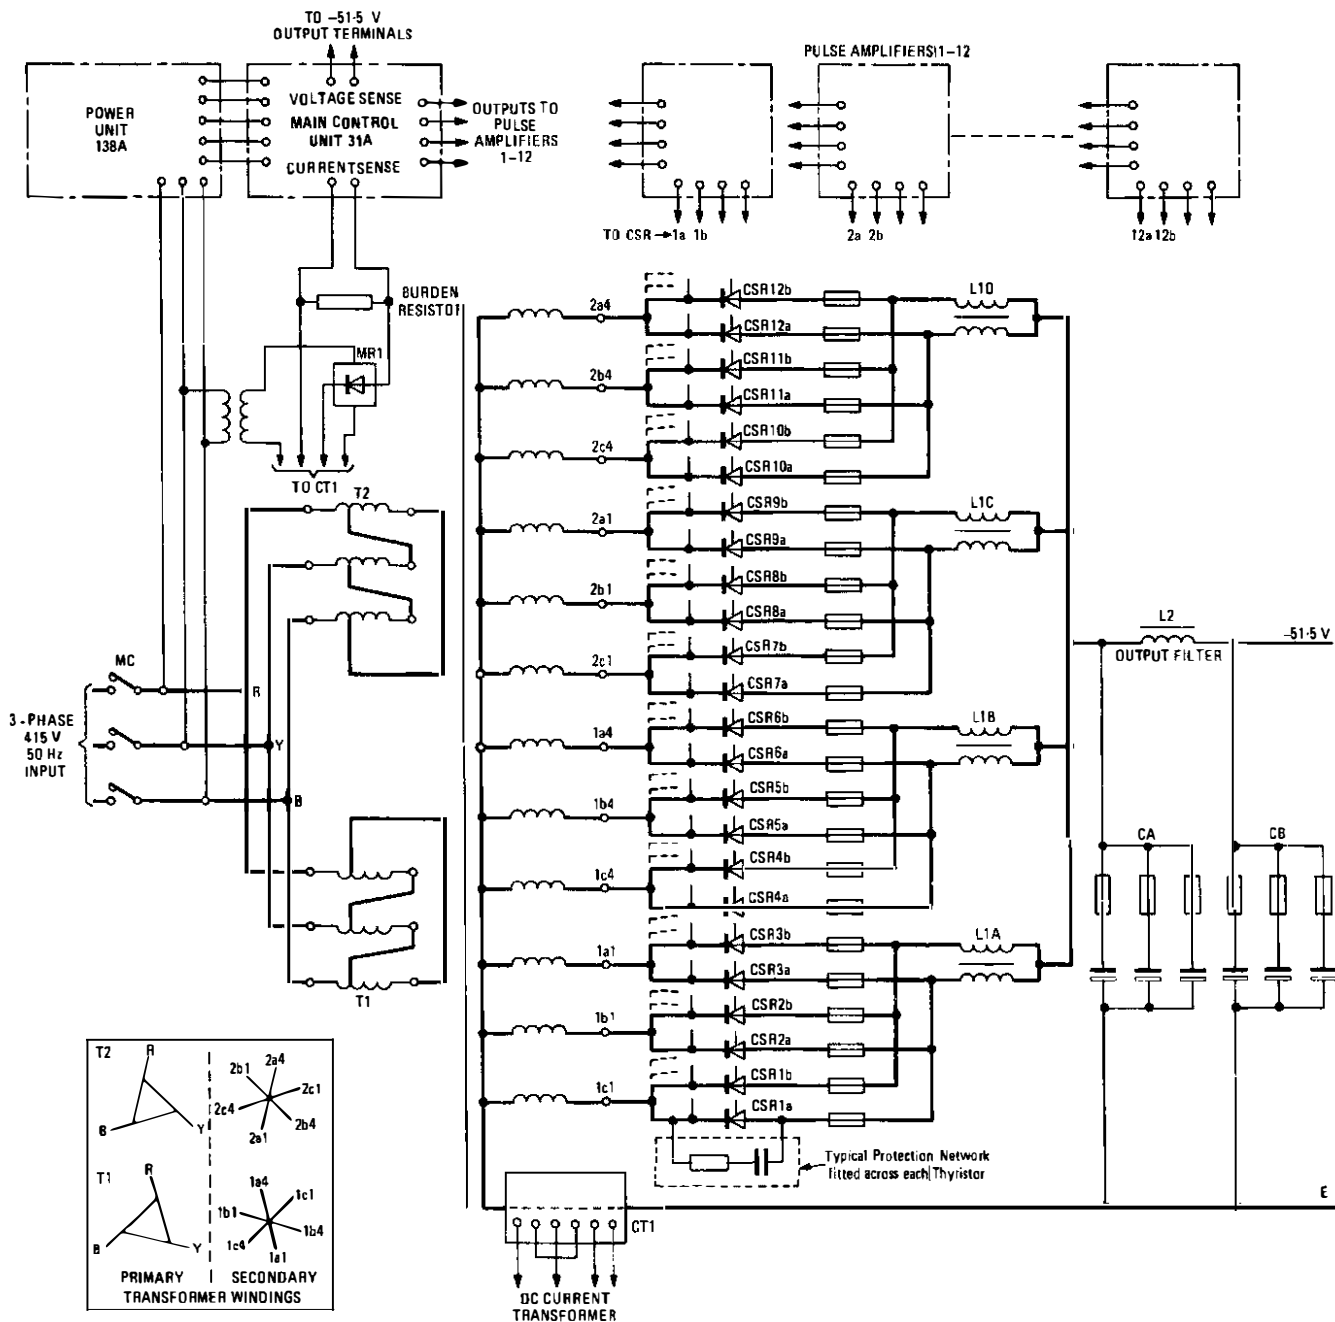 TO –51·5 V
OUTPUT TERMINALS
PULSE AMPLIFIERS 1–12
POWER
UNIT
138A
VOLTAGE SENSE
MAIN CONTROL
UNIT 31A
CURRENT SENSE
OUTPUTS TO
PULSE
AMPLIFIERS
1–12
TO CSR → 1a 1b
2a 2b
12a 12b
BURDEN
RESISTOR
MR1
TO CT1
T2
2a4
CSR12b
CSR12a
L1D
2b4
CSR11b
CSR11a
2c4
CSR10b
CSR10a
2a1
CSR9b
CSR9a
L1C
2b1
CSR8b
CSR8a
2c1
CSR7b
CSR7a
1a4
CSR6b
CSR6a
L1B
1b4
CSR5b
CSR5a
1c4
CSR4b
CSR4a
1a1
CSR3b
CSR3a
L1A
1b1
CSR2b
CSR2a
1c1
CSR1b
CSR1a
L2
OUTPUT FILTER
–51·5 V
CA
CB
MC
3-PHASE
415 V
50 Hz
INPUT
R
Y
B
T1
Typical Protection Network
fitted across each Thyristor
E
CT1
DC CURRENT
TRANSFORMER
T2
R
B
Y
2a4
2b1
2c1
2c4
2b4
2a1
T1
R
B
Y
1a4
1c1
1b1
1b4
1c4
1a1
PRIMARY
SECONDARY
TRANSFORMER WINDINGS